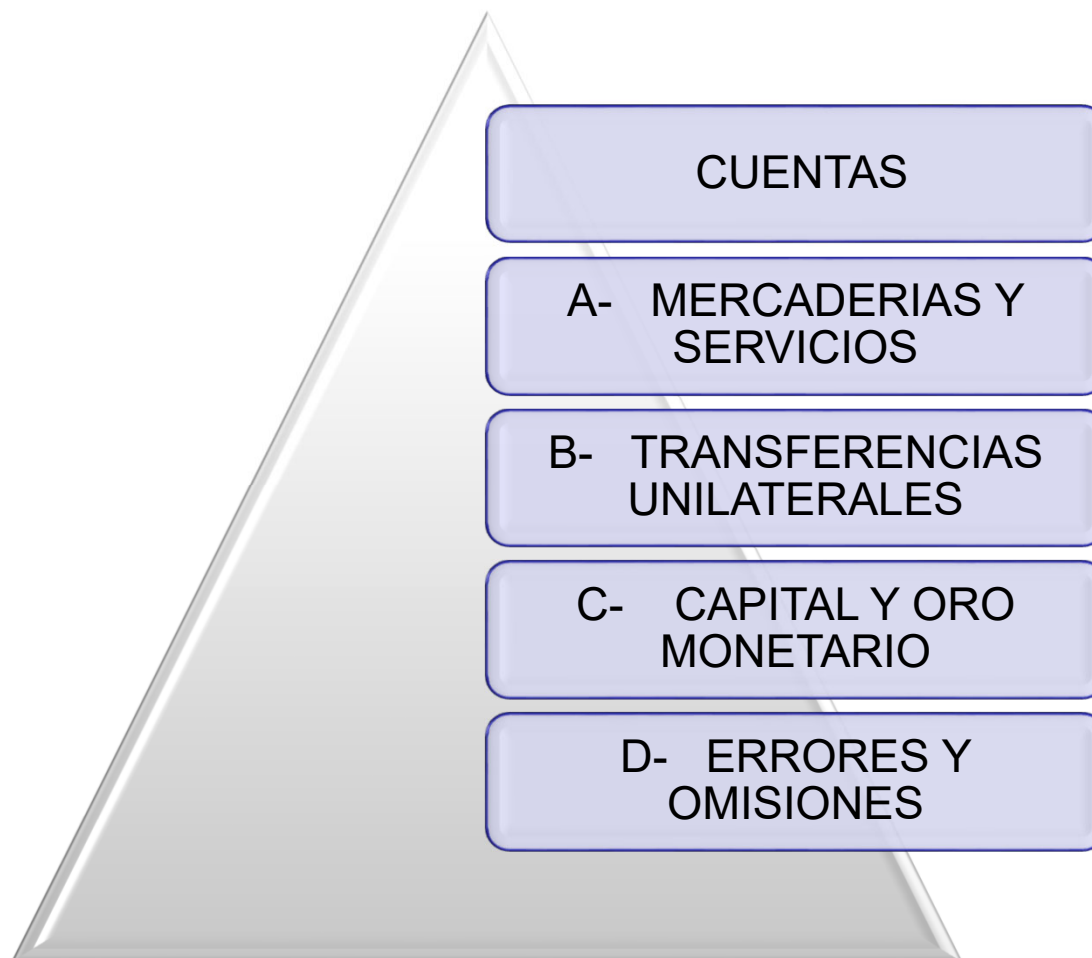 CUENTAS
A- MERCADERIAS Y
SERVICIOS
B- TRANSFERENCIAS
UNILATERALES
C- CAPITAL Y ORO
MONETARIO
D- ERRORES Y
OMISIONES